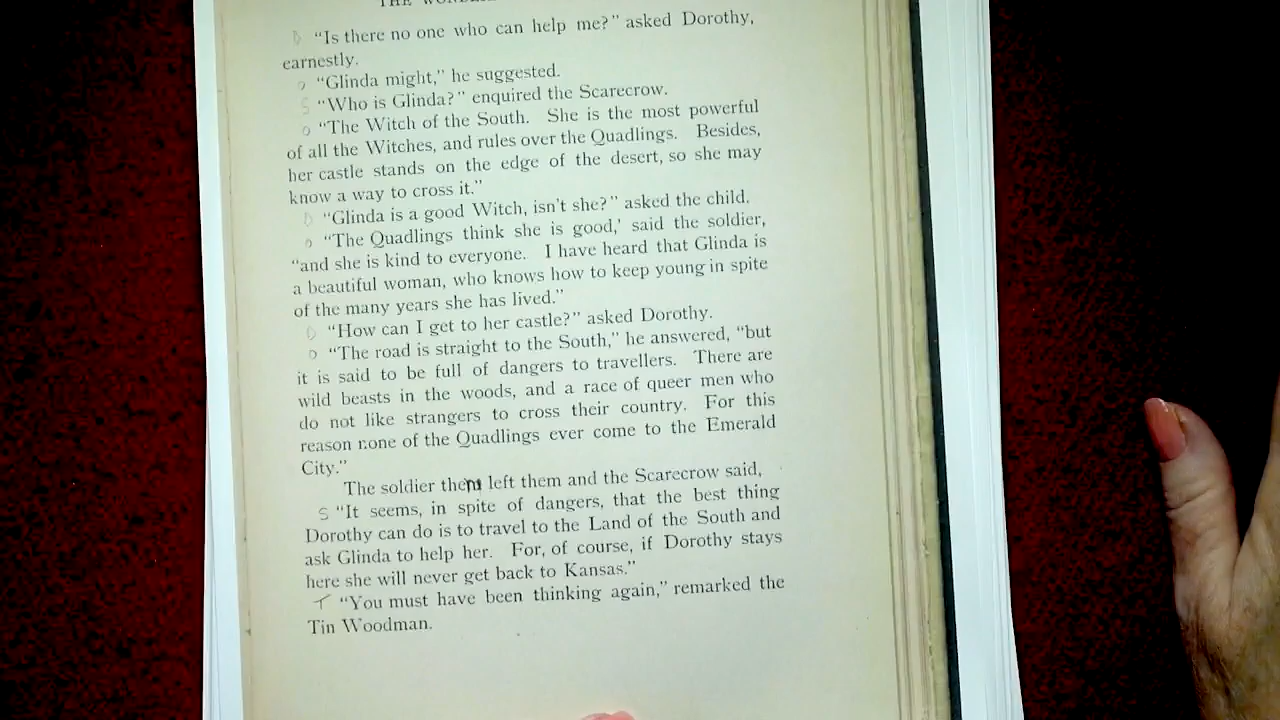 THE
D "Is there no one who can help me?" asked Dorothy,
earnestly.
o "Glinda might," he suggested.
S "Who is Glinda?" enquired the Scarecrow.
o "The Witch of the South. She is the most powerful
of all the Witches, and rules over the Quadlings. Besides,
her castle stands on the edge of the desert, so she may
know a way to cross it."
D "Glinda is a good Witch, isn't she?" asked the child.
o "The Quadlings think she is good,' said the soldier,
"and she is kind to everyone. I have heard that Glinda is
a beautiful woman, who knows how to keep young in spite
of the many years she has lived."
D "How can I get to her castle?" asked Dorothy.
o "The road is straight to the South," he answered, "but
it is said to be full of dangers to travellers. There are
wild beasts in the woods, and a race of queer men who
do not like strangers to cross their country. For this
reason none of the Quadlings ever come to the Emerald
City."
The soldier then left them and the Scarecrow said,
S "It seems, in spite of dangers, that the best thing
Dorothy can do is to travel to the Land of the South and
ask Glinda to help her. For, of course, if Dorothy stays
here she will never get back to Kansas."
T "You must have been thinking again," remarked the
Tin Woodman.